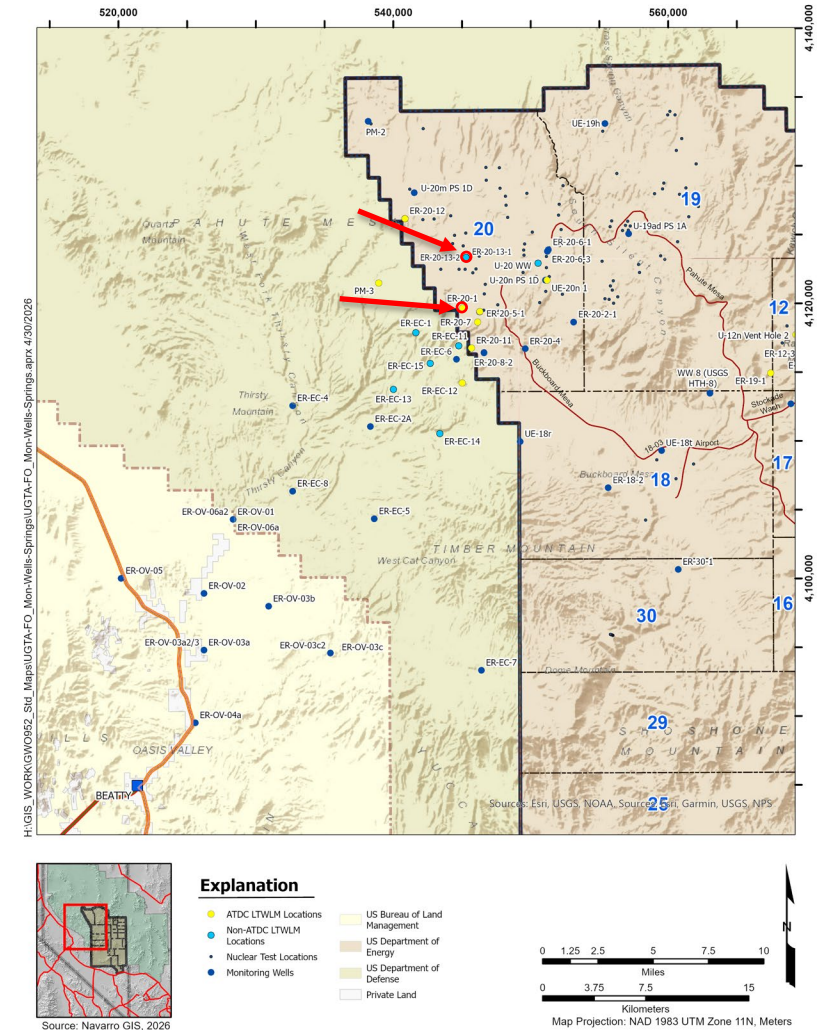 520,000
540,000
560,000
4,140,000
4,120,000
4,100,000
H:\GIS_WORK\GWO952_Std_Maps\UGTA-FO_Mon-Wells-Springs\UGTA-FO_Mon-Wells-Springs.aprx 4/30/2026
PM-2
UE-19h
U-20m PS 1D
19
ER-20-12
PAHUTE MESA
Quartz
Mountain
20
U-19ad PS 1A
ER-20-6-1
ER-20-13-1
ER-20-13-2
ER-20-6-3
U-20 WW
Pahute Mesa
U-20n PS 1D
UE-20n 1
PM-3
ER-20-1
12
ER-20-5-1
ER-EC-1
ER-20-7
ER-20-2-1
U-12n Vent Hole 2
ER-EC-11
ER-20-11
ER-20-4
ER-EC-6
ER-12-3
ER-20-8-2
ER-EC-15
WW 8 (USGS
HTH-8)
ER-19-1
ER-EC-12
Buckboard Mesa
Thirsty
Mountain
ER-EC-4
ER-EC-13
Stockade
Wash
ER-EC-2A
ER-EC-14
UE-18r
18-03
UE-18t
Airport
17
Thirsty Canyon
Buckboard Mesa
18
ER-EC-8
ER-18-2
ER-OV-06a2
ER-OV-01
ER-EC-5
ER-OV-06a
TIMBER MOUNTAIN
West Cat Canyon
ER-30-1
ER-OV-05
ER-OV-02
ER-OV-03b
16
30
ER-OV-03a2/3
ER-OV-03a
ER-OV-03c2
ER-OV-03c
ER-EC-7
Dome Mountain
ER-OV-04a
29
SHOSHONE
MOUNTAIN
ILLS
OASIS VALLEY
YUCCA
BEATTY
25
Sources: Esri, USGS, NOAA, Sources: Esri, Garmin, USGS, NPS
Explanation
ATDC LTWLM Locations
Non-ATDC LTWLM
Locations
Nuclear Test Locations
Monitoring Wells
US Bureau of Land
Management
US Department of
Energy
US Department of
Defense
Private Land
N
0 1.25 2.5 5 7.5 10
Miles
0 3.75 7.5 15
Kilometers
Source: Navarro GIS, 2026
Map Projection: NAD 1983 UTM Zone 11N, Meters